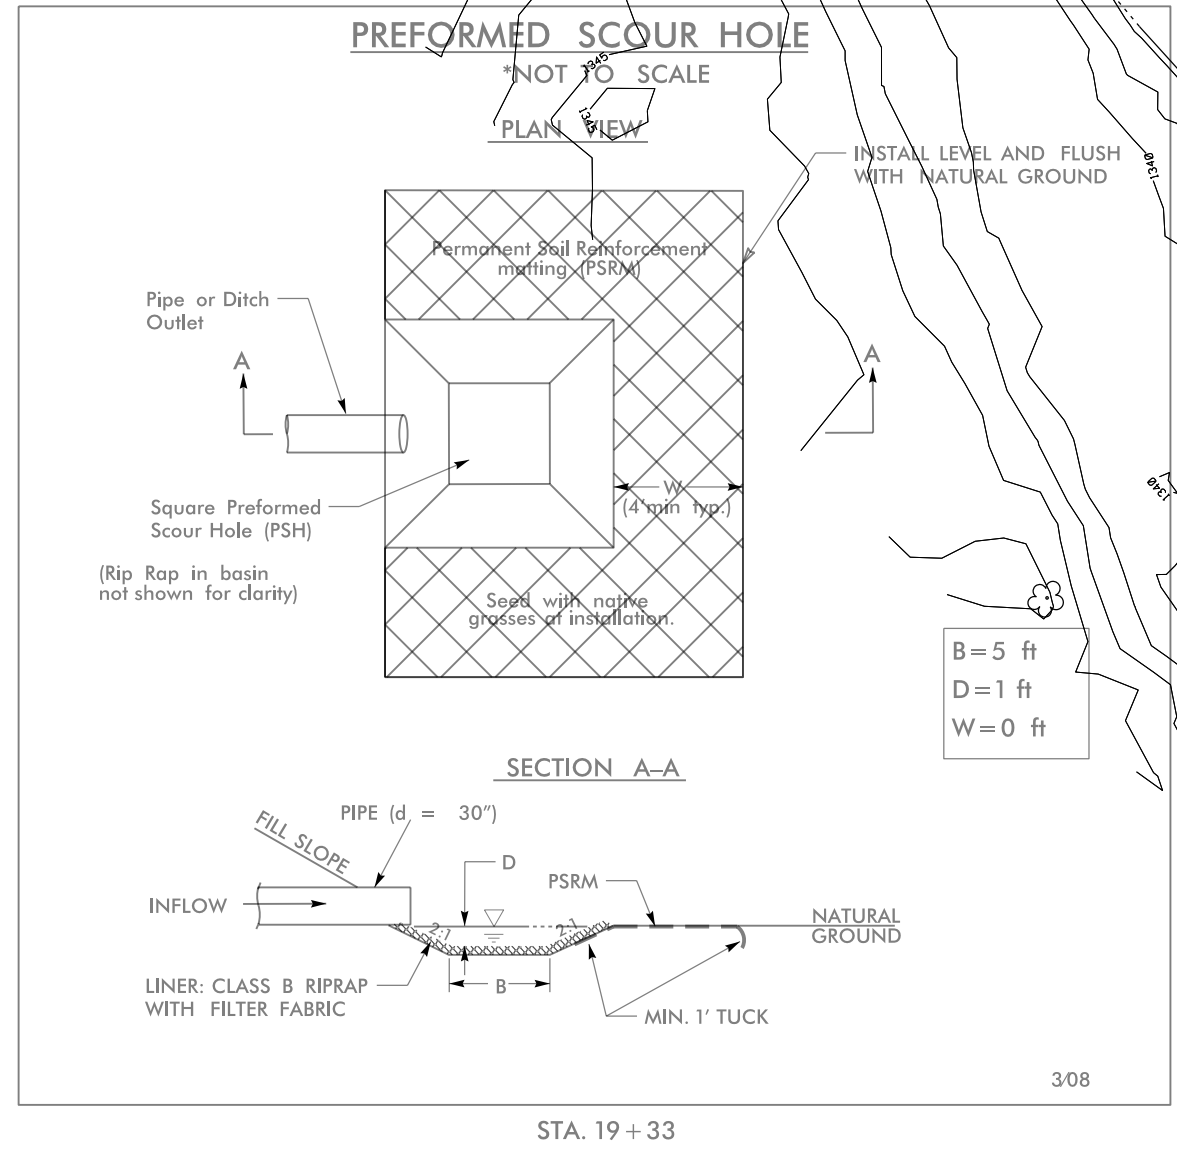 PREFORMED SCOUR HOLE
*NOT TO SCALE
PLAN VIEW
1345
1345
INSTALL LEVEL AND FLUSH
WITH NATURAL GROUND
1340
Permanent Soil Reinforcement
matting (PSRM)
Pipe or Ditch
Outlet
A
A
W
(4'min typ.)
1340
Square Preformed
Scour Hole (PSH)
(Rip Rap in basin
not shown for clarity)
Seed with native
grasses at installation.
B=5 ft
D=1 ft
W=0 ft
SECTION A-A
PIPE (d = 30")
FILL SLOPE
D
PSRM
INFLOW
2:1
2:1
NATURAL
GROUND
LINER: CLASS B RIPRAP
WITH FILTER FABRIC
B
MIN. 1' TUCK
3/08
STA. 19+33